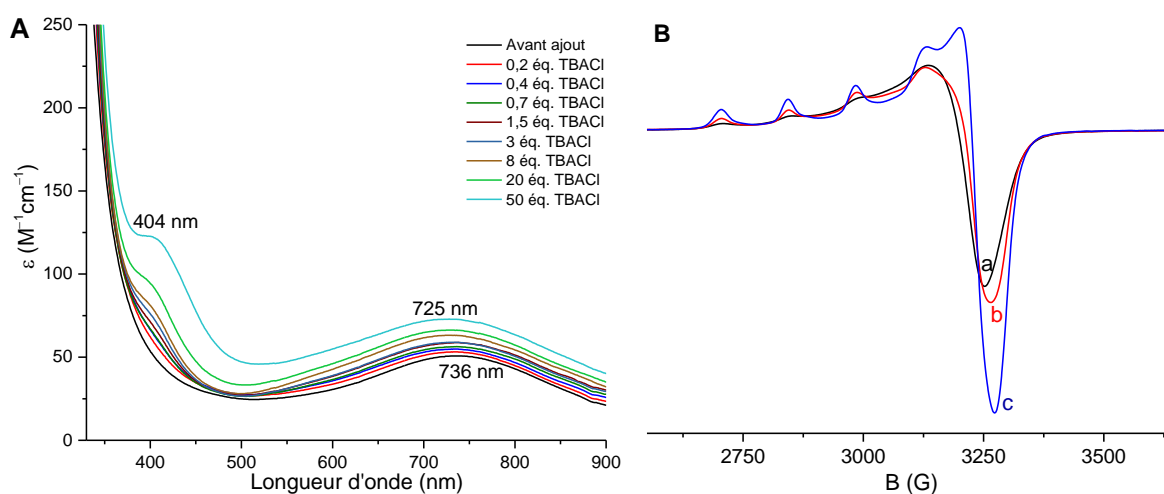 A
250
200
150
100
50
0
ε (M⁻¹cm⁻¹)
400
500
600
700
800
900
Longueur d'onde (nm)
404 nm
725 nm
736 nm
Avant ajout
0,2 éq. TBACl
0,4 éq. TBACl
0,7 éq. TBACl
1,5 éq. TBACl
3 éq. TBACl
8 éq. TBACl
20 éq. TBACl
50 éq. TBACl
B
a
b
c
2750
3000
3250
3500
B (G)